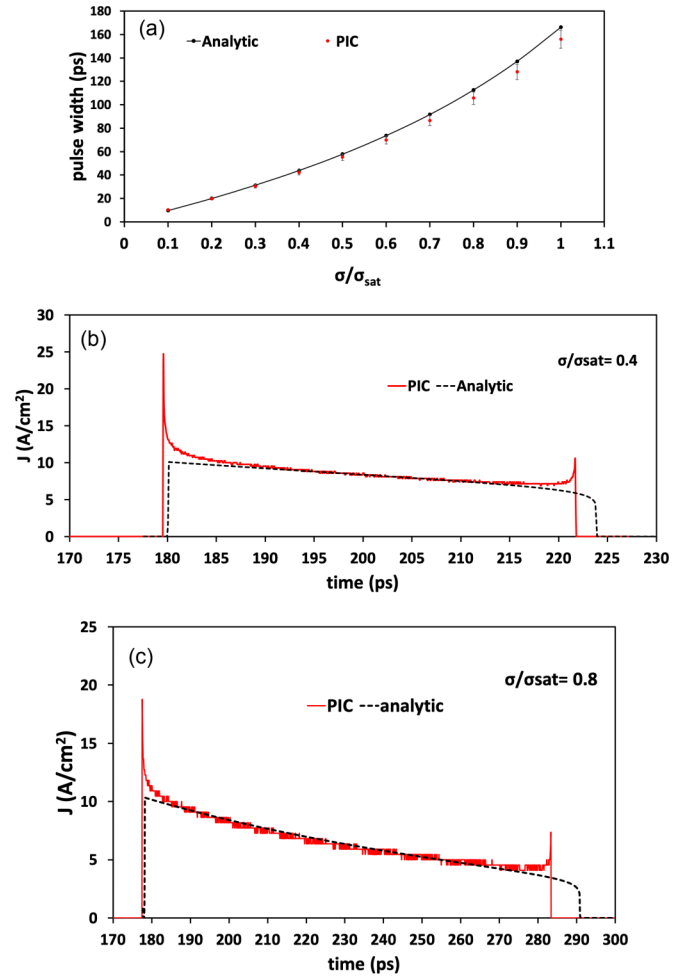 (a)
Analytic PIC
pulse width (ps)
180
160
140
120
100
80
60
40
20
0
0 0.1 0.2 0.3 0.4 0.5 0.6 0.7 0.8 0.9 1 1.1
σ/σsat
(b)
σ/σsat= 0.4
PIC Analytic
J (A/cm²)
30
25
20
15
10
5
0
170 175 180 185 190 195 200 205 210 215 220 225 230
time (ps)
(c)
σ/σsat= 0.8
PIC analytic
J (A/cm²)
25
20
15
10
5
0
170 180 190 200 210 220 230 240 250 260 270 280 290 300
time (ps)